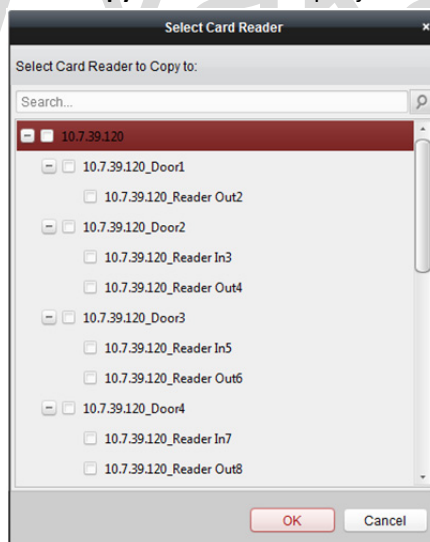 Select Card Reader
×
Select Card Reader to Copy to:
Search...
10.7.39.120
10.7.39.120_Door1
10.7.39.120_Reader Out2
10.7.39.120_Door2
10.7.39.120_Reader In3
10.7.39.120_Reader Out4
10.7.39.120_Door3
10.7.39.120_Reader In5
10.7.39.120_Reader Out6
10.7.39.120_Door4
10.7.39.120_Reader In7
10.7.39.120_Reader Out8
OK Cancel